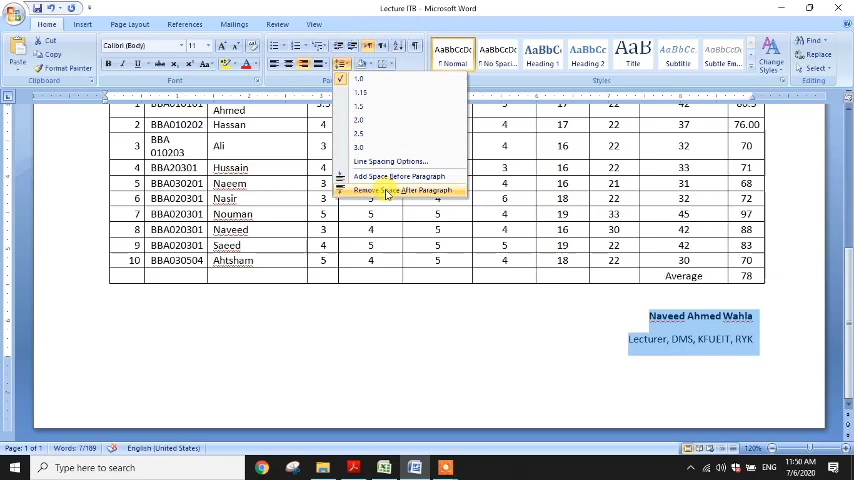 Lecture ITB - Microsoft Word
Home Insert Page Layout References Mailings Review View
Paste
Cut
Copy
Format Painter
Clipboard
Calibri (Body) 11
Styles
AaBbCcDc AaBbCcDc AaBbCc AaBbCc AaB AaBbCc. AaBbCcDc
¶ Normal ¶ No Spaci... Heading 1 Heading 2 Title Subtitle Subtle Em...
Change
Styles
Find
Replace
Select
Editing
1.0
1.15
1.5
2.0
2.5
3.0
Line Spacing Options...
Add Space Before Paragraph
Remove Space After Paragraph
Ahmed
2 BBA010202 Hassan 4 4 17 22 37 76.00
3 BBA 010203 Ali 3 4 16 22 32 70
4 BBA20301 Hussain 4 3 16 22 33 71
5 BBA030201 Naeem 3 4 16 21 31 68
6 BBA020301 Nasir 3 5 4 6 18 22 32 72
7 BBA020301 Nouman 5 5 5 4 19 33 45 97
8 BBA020301 Naveed 3 4 5 4 16 30 42 88
9 BBA020301 Saeed 4 5 5 5 19 22 42 83
10 BBA030504 Ahtsham 5 4 5 4 18 22 30 70
Average 78
Naveed Ahmed Wahla
Lecturer, DMS, KFUEIT, RYK
Page: 1 of 1 Words: 7/189 English (United States) 120%
Type here to search
ENG
11:50 AM
7/6/2020